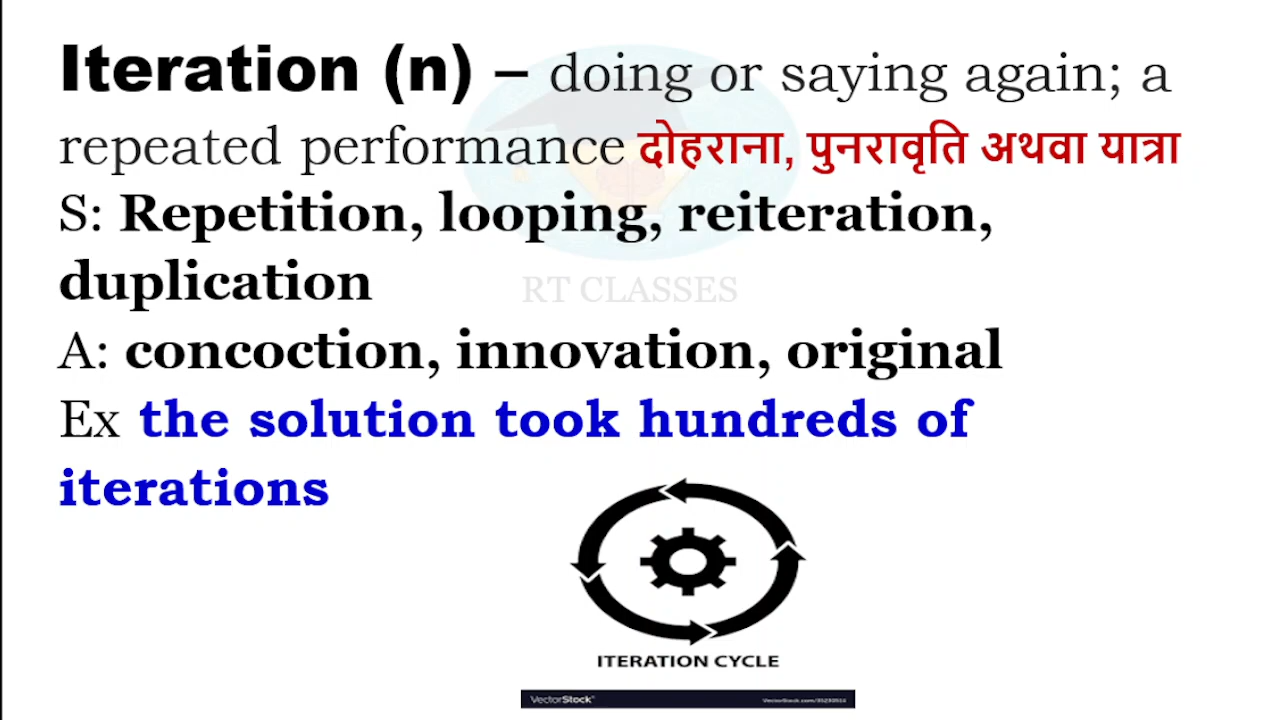 Iteration (n) – doing or saying again; a
repeated performance दोहराना, पुनरावृति अथवा यात्रा
S: Repetition, looping, reiteration,
duplication
RT CLASSES
A: concoction, innovation, original
Ex the solution took hundreds of
iterations
ITERATION CYCLE
VectorStock